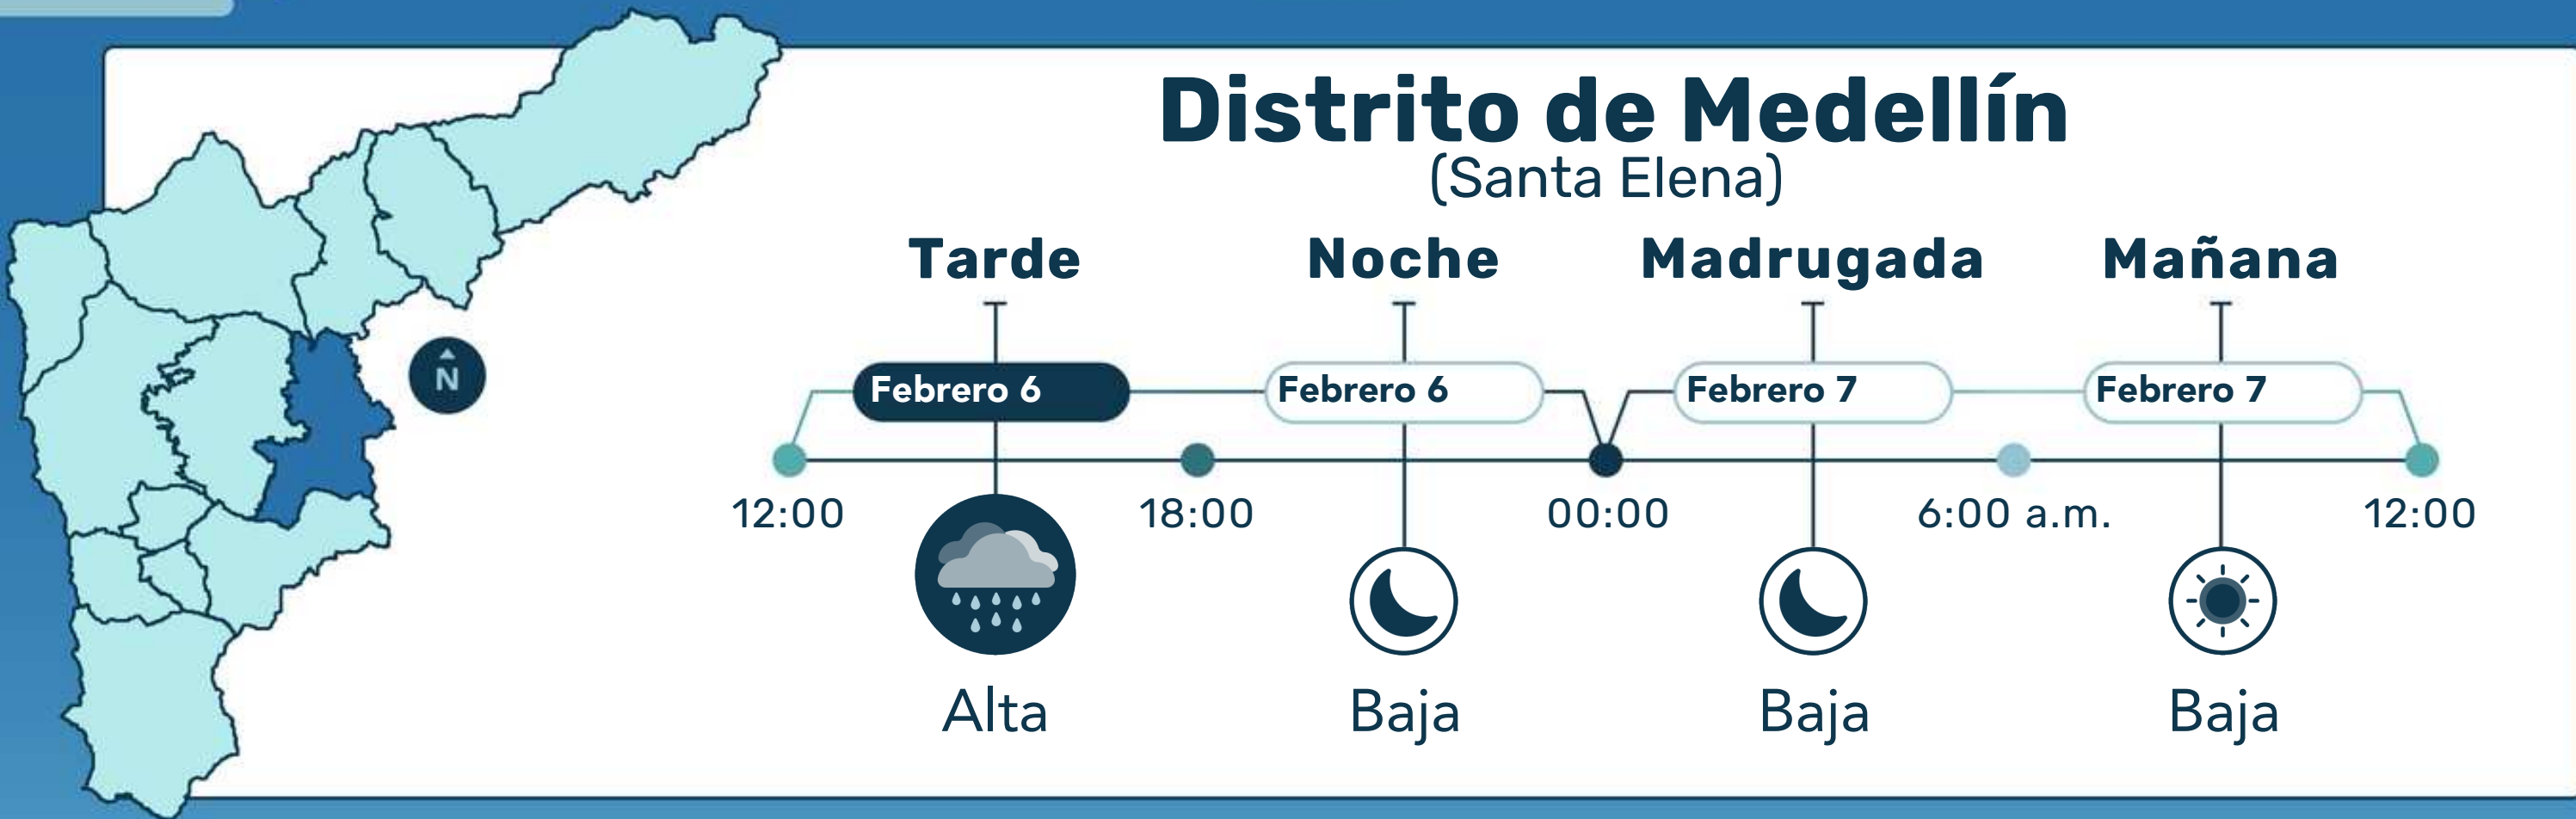 Distrito de Medellín
(Santa Elena)
Tarde Noche Madrugada Mañana
N
Febrero 6 Febrero 6 Febrero 7 Febrero 7
12:00 18:00 00:00 6:00 a.m. 12:00
Alta Baja Baja Baja